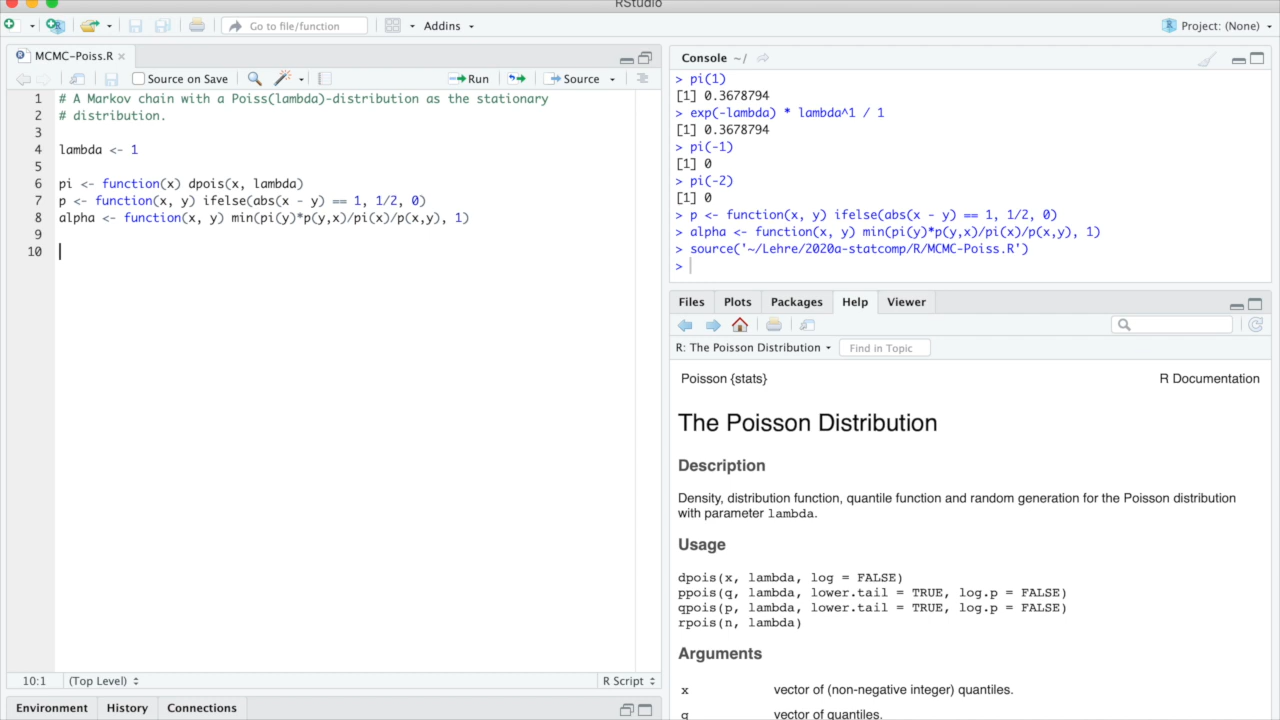 RStudio
Go to file/function
Addins
Project: (None)
MCMC-Poiss.R
Source on Save
Run
Source
1 # A Markov chain with a Poiss(lambda)-distribution as the stationary
2 # distribution.
3
4 lambda <- 1
5
6 pi <- function(x) dpois(x, lambda)
7 p <- function(x, y) ifelse(abs(x - y) == 1, 1/2, 0)
8 alpha <- function(x, y) min(pi(y)*p(y,x)/pi(x)/p(x,y), 1)
9
10
10:1
(Top Level)
R Script
Environment
History
Connections
Console ~/
> pi(1)
[1] 0.3678794
> exp(-lambda) * lambda^1 / 1
[1] 0.3678794
> pi(-1)
[1] 0
> pi(-2)
[1] 0
> p <- function(x, y) ifelse(abs(x - y) == 1, 1/2, 0)
> alpha <- function(x, y) min(pi(y)*p(y,x)/pi(x)/p(x,y), 1)
> source('~/Lehre/2020a-statcomp/R/MCMC-Poiss.R')
>
Files
Plots
Packages
Help
Viewer
R: The Poisson Distribution
Find in Topic
Poisson {stats}
R Documentation
The Poisson Distribution
Description
Density, distribution function, quantile function and random generation for the Poisson distribution
with parameter lambda.
Usage
dpois(x, lambda, log = FALSE)
ppois(q, lambda, lower.tail = TRUE, log.p = FALSE)
qpois(p, lambda, lower.tail = TRUE, log.p = FALSE)
rpois(n, lambda)
Arguments
x vector of (non-negative integer) quantiles.
q vector of quantiles.